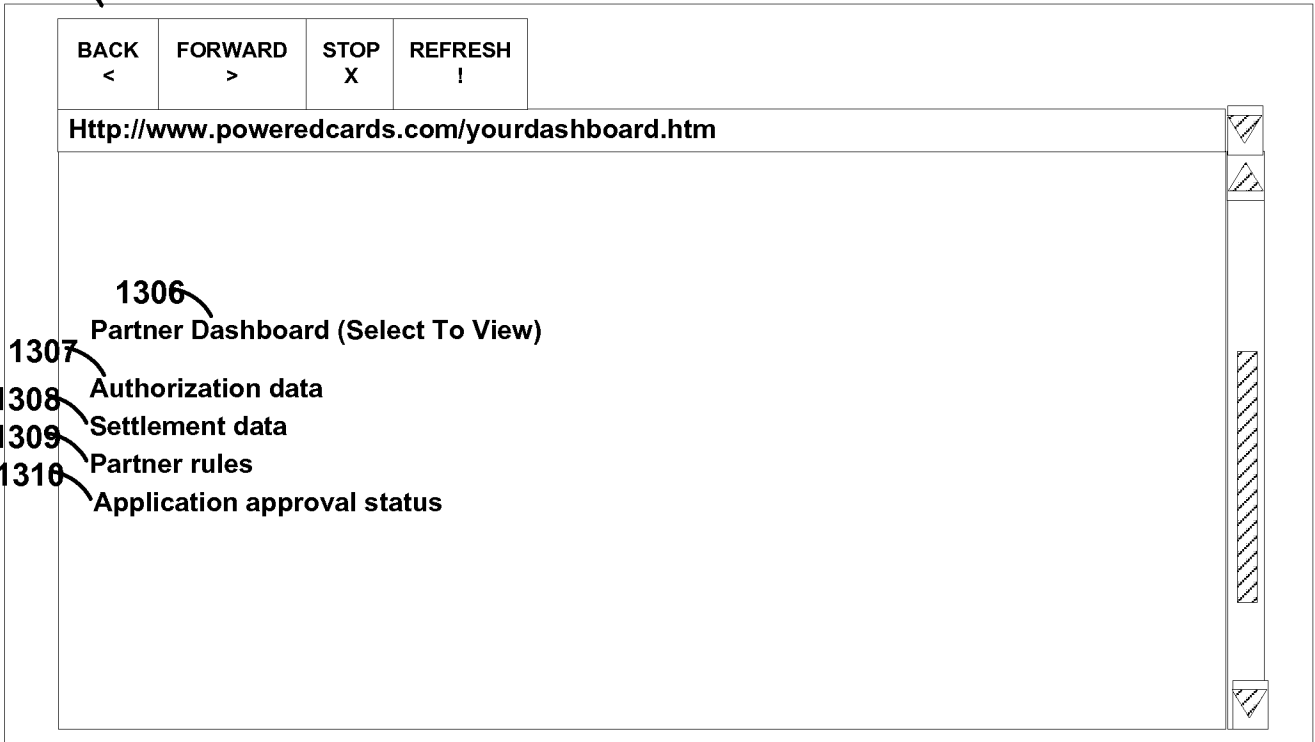 BACK FORWARD STOP REFRESH
< > X !
Http://www.poweredcards.com/yourdashboard.htm
1306
Partner Dashboard (Select To View)
1307
Authorization data
1308
Settlement data
1309
Partner rules
1310
Application approval status